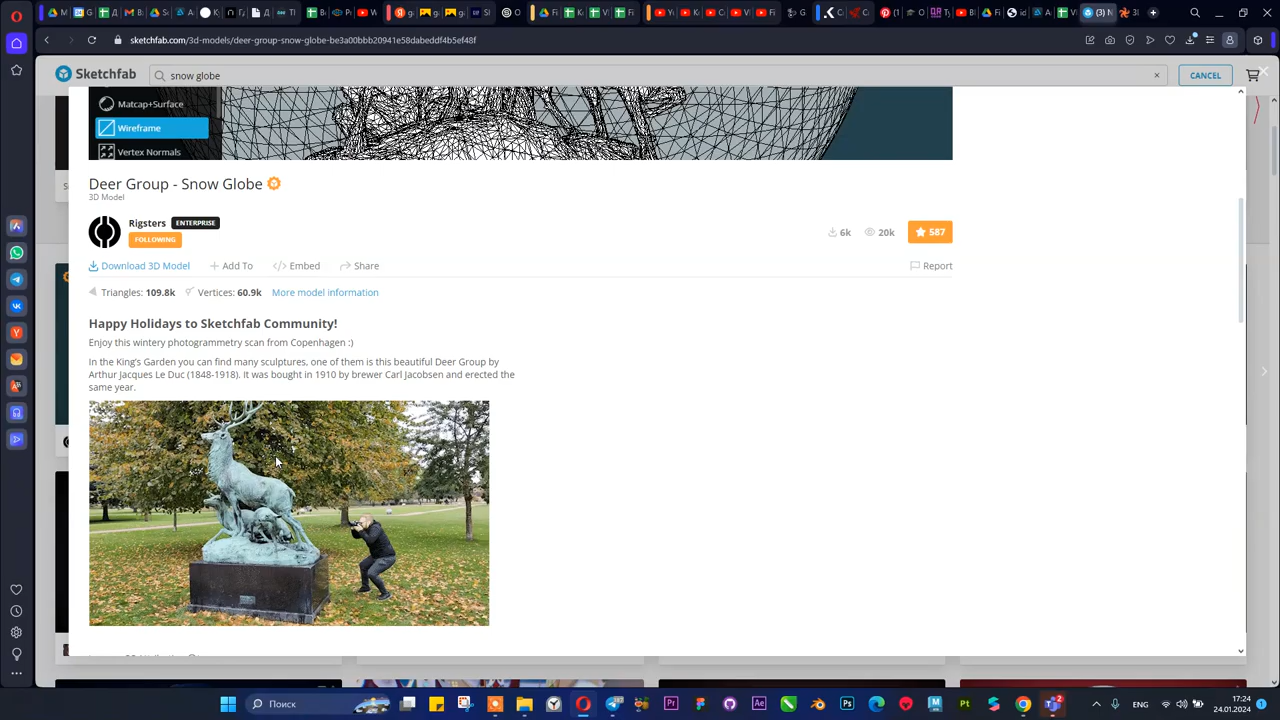 sketchfab.com/3d-models/deer-group-snow-globe-be3a00bbb20941e58dabeddf4b5ef48f
Sketchfab
snow globe
CANCEL
Matcap+Surface
Wireframe
Vertex Normals
Deer Group - Snow Globe
3D Model
Rigsters ENTERPRISE
FOLLOWING
6k 20k 587
Download 3D Model Add To Embed Share Report
Triangles: 109.8k Vertices: 60.9k More model information
Happy Holidays to Sketchfab Community!
Enjoy this wintery photogrammetry scan from Copenhagen :)
In the King's Garden you can find many sculptures, one of them is this beautiful Deer Group by
Arthur Jacques Le Duc (1848-1918). It was bought in 1910 by brewer Carl Jacobsen and erected the
same year.
Поиск
17:24
24.01.2024